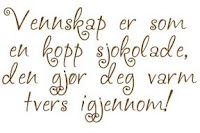 Vennskap er som
en kopp sjokolade,
den gjør deg varm
tvers igjennom!